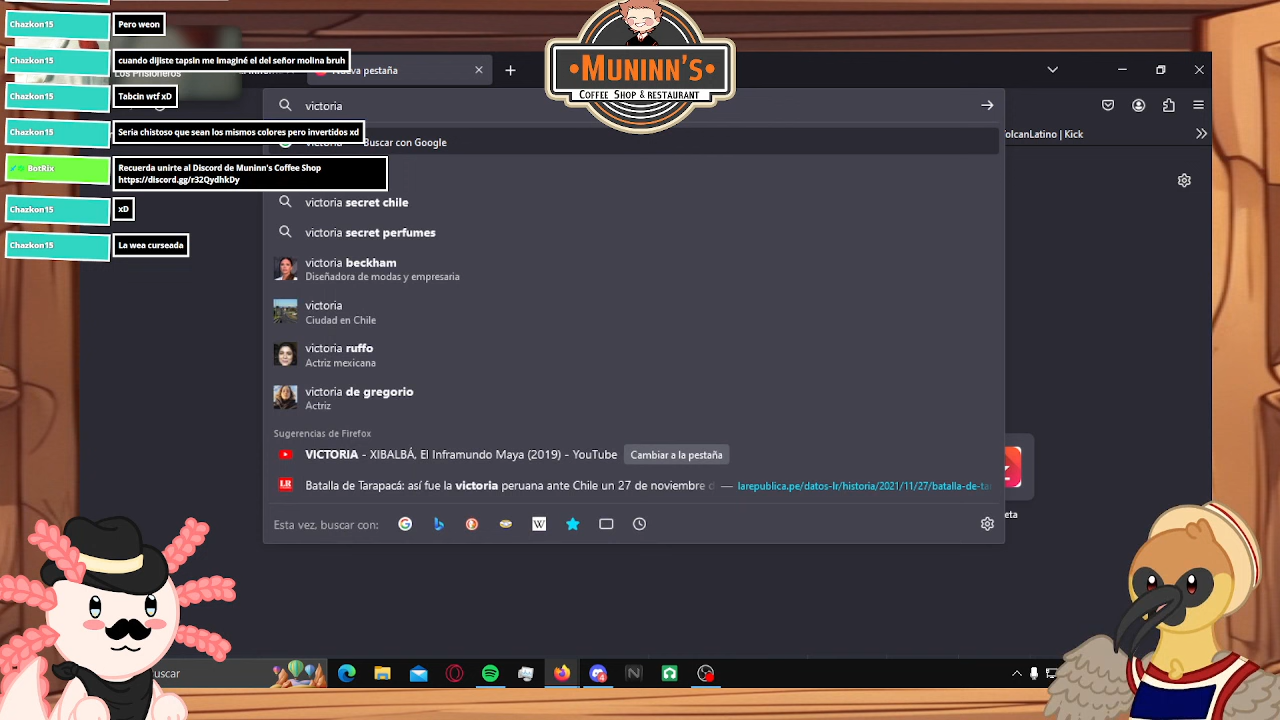 Chazkon15
Pero weon
Chazkon15
cuando dijiste tapsin me imaginé el del señor molina bruh
Los Prisioneros
Chazkon15
Tabcin wtf xD
Chazkon15
Seria chistoso que sean los mismos colores pero invertidos xd
BotRix
Recuerda unirte al Discord de Muninn's Coffee Shop
https://discord.gg/r32QydhkDy
Chazkon15
xD
Chazkon15
La wea curseada
•MUNINN'S•
COFFEE SHOP & RESTAURANT
Nueva pestaña
victoria
olcanLatino | Kick
victoria — Buscar con Google
victoria secret chile
victoria secret perfumes
victoria beckham
Diseñadora de modas y empresaria
victoria
Ciudad en Chile
victoria ruffo
Actriz mexicana
victoria de gregorio
Actriz
Sugerencias de Firefox
VICTORIA - XIBALBÁ, El Inframundo Maya (2019) - YouTube
Cambiar a la pestaña
Batalla de Tarapacá: así fue la victoria peruana ante Chile un 27 de noviembre d — larepublica.pe/datos-lr/historia/2021/11/27/batalla-de-ta
Esta vez, buscar con:
eta
uscar